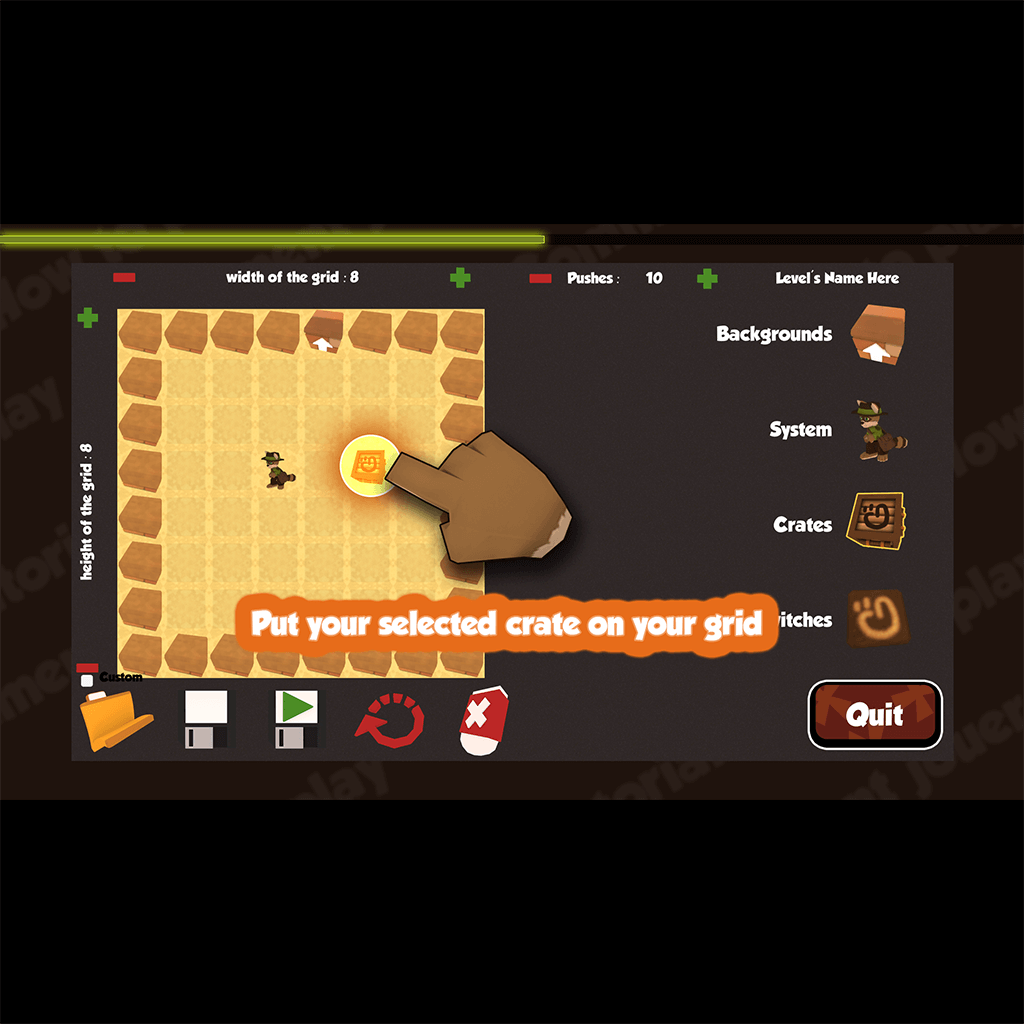 width of the grid : 8
Pushes : 10
Level's Name Here
Backgrounds
System
height of the grid : 8
Crates
Put your selected crate on your grid
Custom
Quit